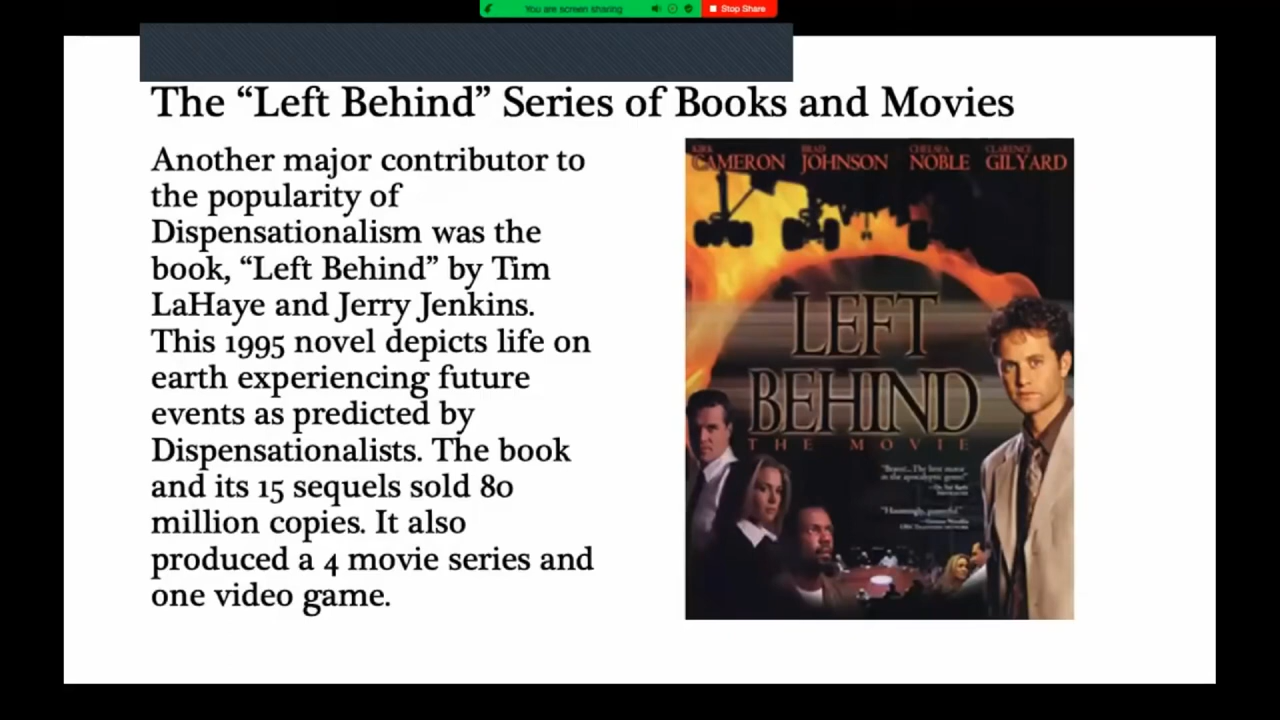 You are screen sharing
Stop Share
The “Left Behind” Series of Books and Movies
Another major contributor to
the popularity of
Dispensationalism was the
book, “Left Behind” by Tim
LaHaye and Jerry Jenkins.
This 1995 novel depicts life on
earth experiencing future
events as predicted by
Dispensationalists. The book
and its 15 sequels sold 80
million copies. It also
produced a 4 movie series and
one video game.
KIRK CAMERON BRAD JOHNSON CHELSEA NOBLE CLARENCE GILYARD
LEFT
BEHIND
THE MOVIE